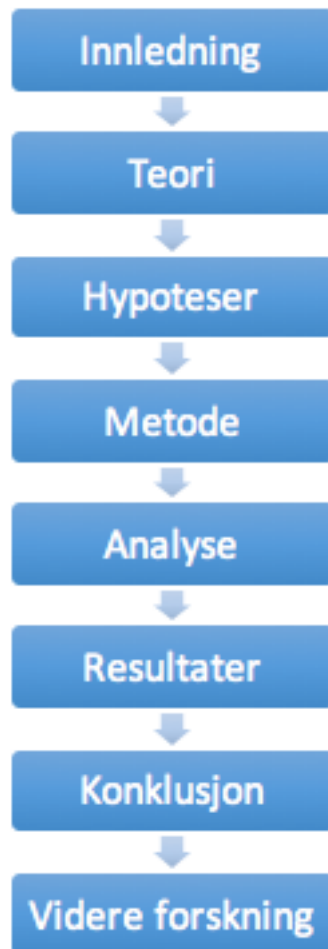 Innledning
Teori
Hypoteser
Metode
Analyse
Resultater
Konklusjon
Videre forskning